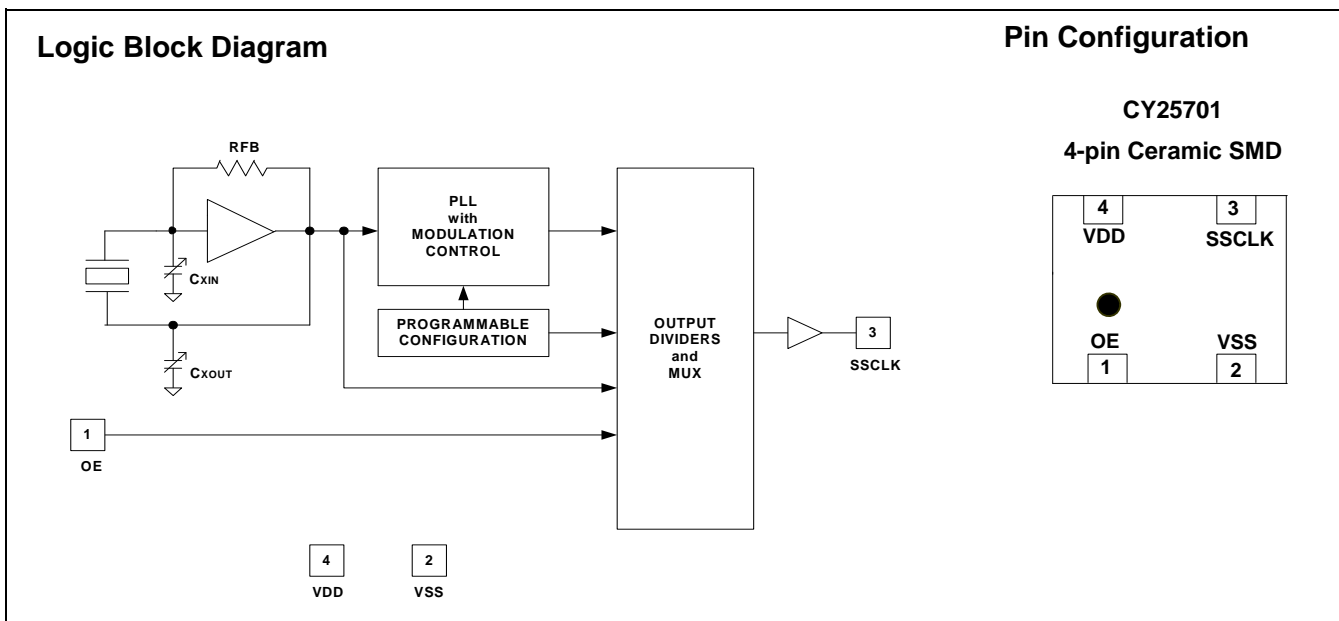 Logic Block Diagram
RFB
CXIN
CXOUT
PLL
with
MODULATION
CONTROL
PROGRAMMABLE
CONFIGURATION
OUTPUT
DIVIDERS
and
MUX
3
SSCLK
1
OE
4
VDD
2
VSS
Pin Configuration
CY25701
4-pin Ceramic SMD
4
VDD
3
SSCLK
OE
1
VSS
2